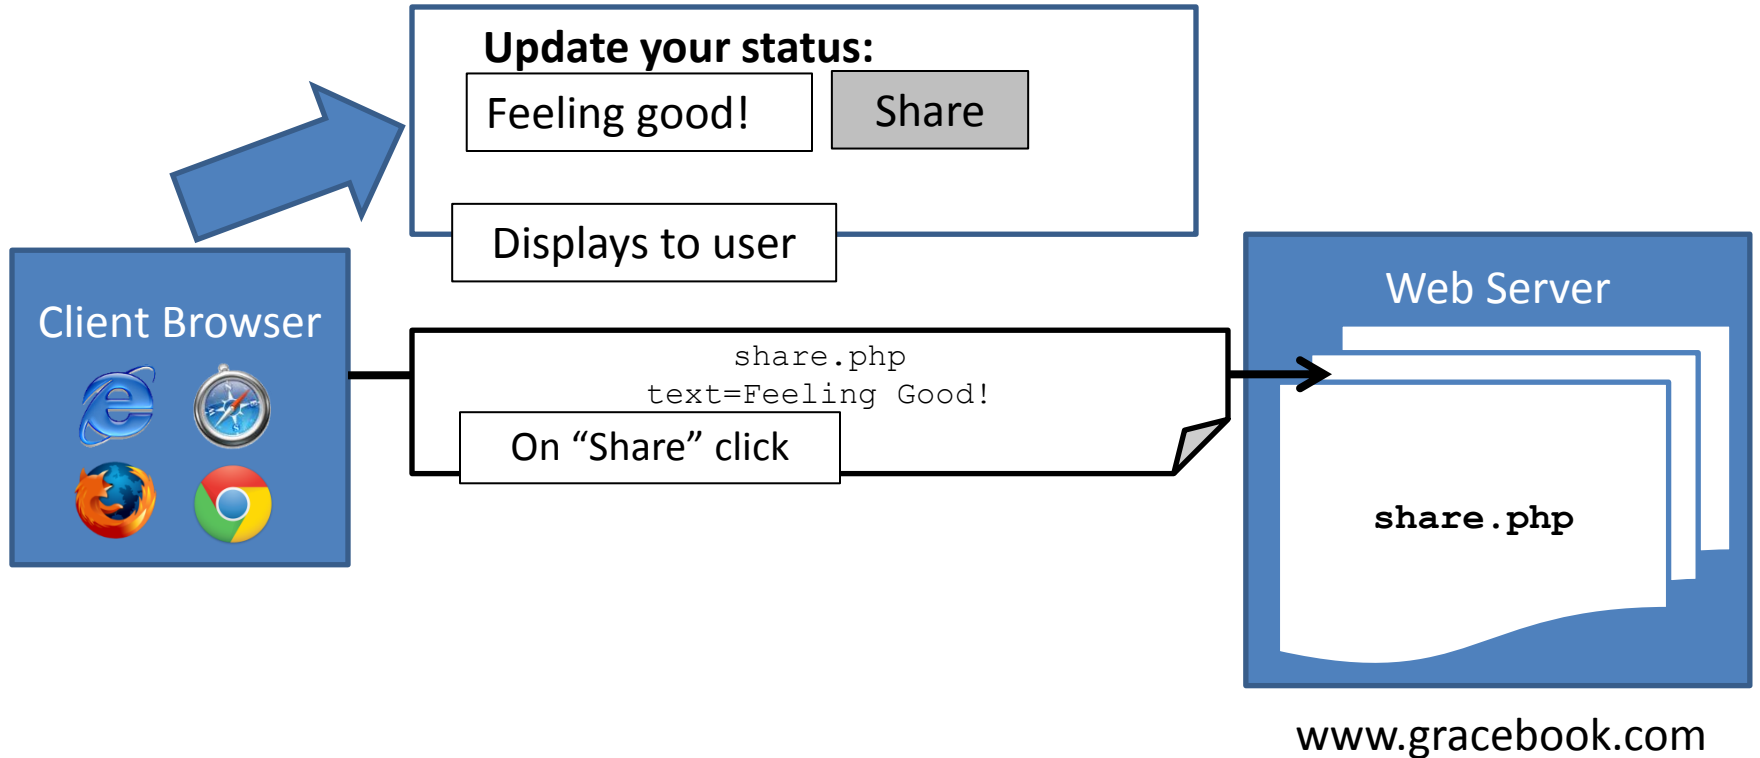 Update your status:
Feeling good!
Share
Displays to user
Client Browser
Web Server
share.php
text=Feeling Good!
On “Share” click
share.php
www.gracebook.com